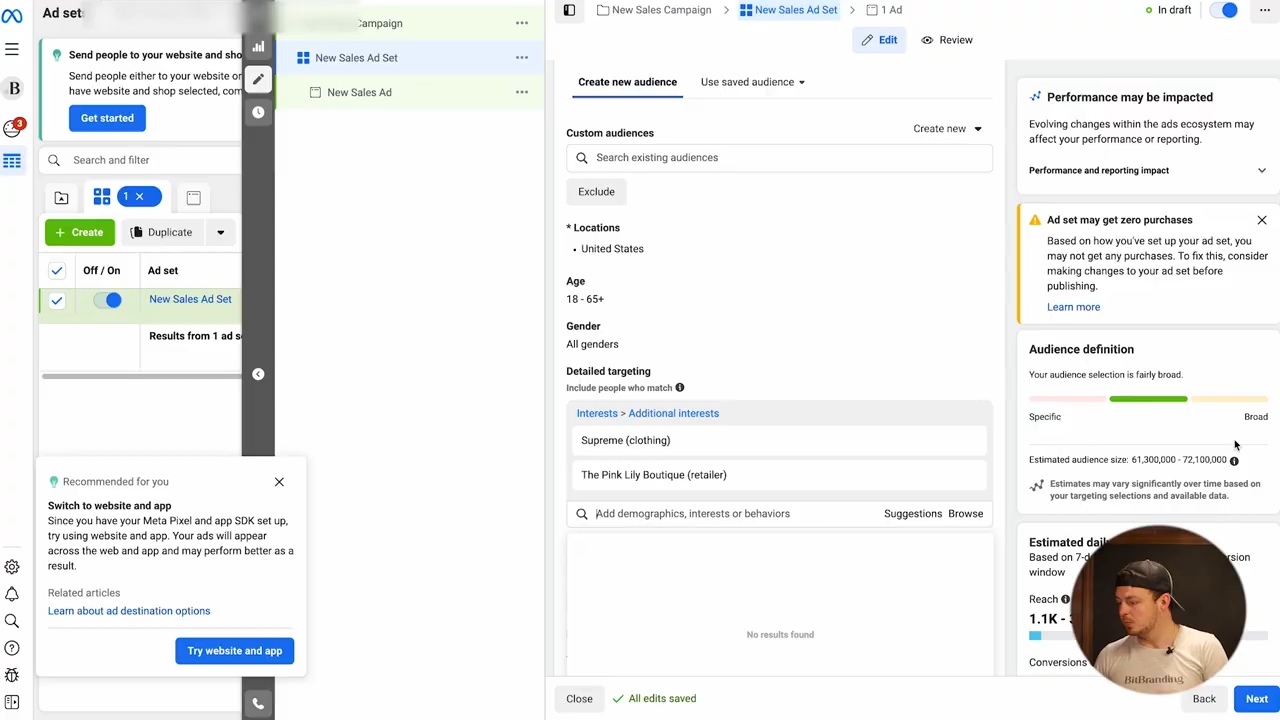 Ad set
Send people to your website and sho
Send people either to your website or
have website and shop selected, com
Get started
3
B
Search and filter
1
Create
Duplicate
Off / On
Ad set
New Sales Ad Set
Results from 1 ad s
Recommended for you
Switch to website and app
Since you have your Meta Pixel and app SDK set up,
try using website and app. Your ads will appear
across the web and app and may perform better as a
result.
Related articles
Learn about ad destination options
Try website and app
Campaign
New Sales Ad Set
New Sales Ad
New Sales Campaign
New Sales Ad Set
1 Ad
In draft
Edit
Review
Create new audience
Use saved audience
Custom audiences
Create new
Search existing audiences
Exclude
* Locations
United States
Age
18 - 65+
Gender
All genders
Detailed targeting
Include people who match
Interests > Additional interests
Supreme (clothing)
The Pink Lily Boutique (retailer)
Add demographics, interests or behaviors
Suggestions
Browse
No results found
Close
All edits saved
Back
Next
Performance may be impacted
Evolving changes within the ads ecosystem may
affect your performance or reporting.
Performance and reporting impact
Ad set may get zero purchases
Based on how you've set up your ad set, you
may not get any purchases. To fix this, consider
making changes to your ad set before
publishing.
Learn more
Audience definition
Your audience selection is fairly broad.
Specific
Broad
Estimated audience size: 61,300,000 - 72,100,000
Estimates may vary significantly over time based on
your targeting selections and available data.
Estimated dail
Based on 7-d
rsion
window
Reach
1.1K -
Conversions
BitBranding